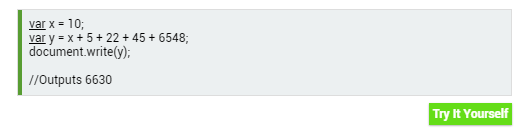 var x = 10;
var y = x + 5 + 22 + 45 + 6548;
document.write(y);
//Outputs 6630
Try It Yourself